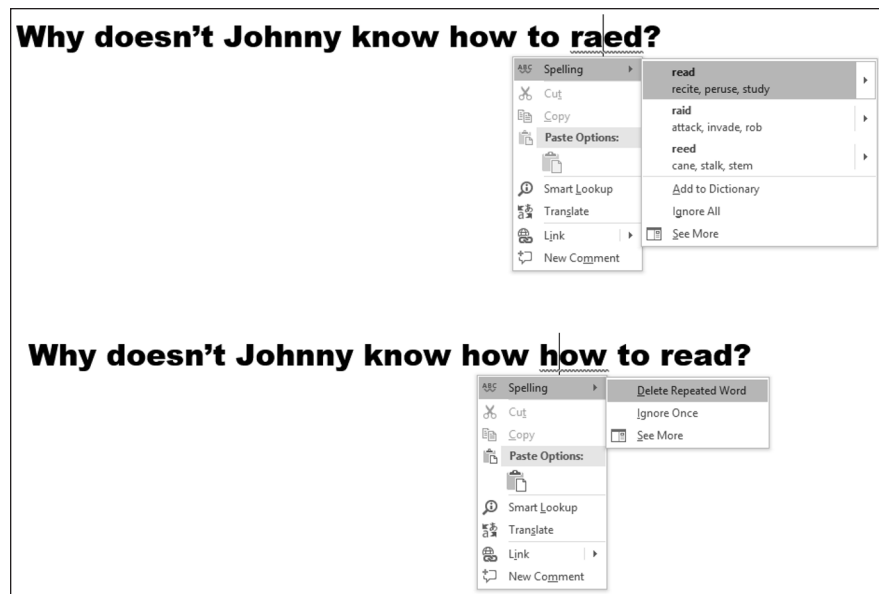 Why doesn't Johnny know how to raed?
Spelling
Cut
Copy
Paste Options:
Smart Lookup
Translate
Link
New Comment
read
recite, peruse, study
raid
attack, invade, rob
reed
cane, stalk, stem
Add to Dictionary
Ignore All
See More
Why doesn't Johnny know how how to read?
Spelling
Cut
Copy
Paste Options:
Smart Lookup
Translate
Link
New Comment
Delete Repeated Word
Ignore Once
See More